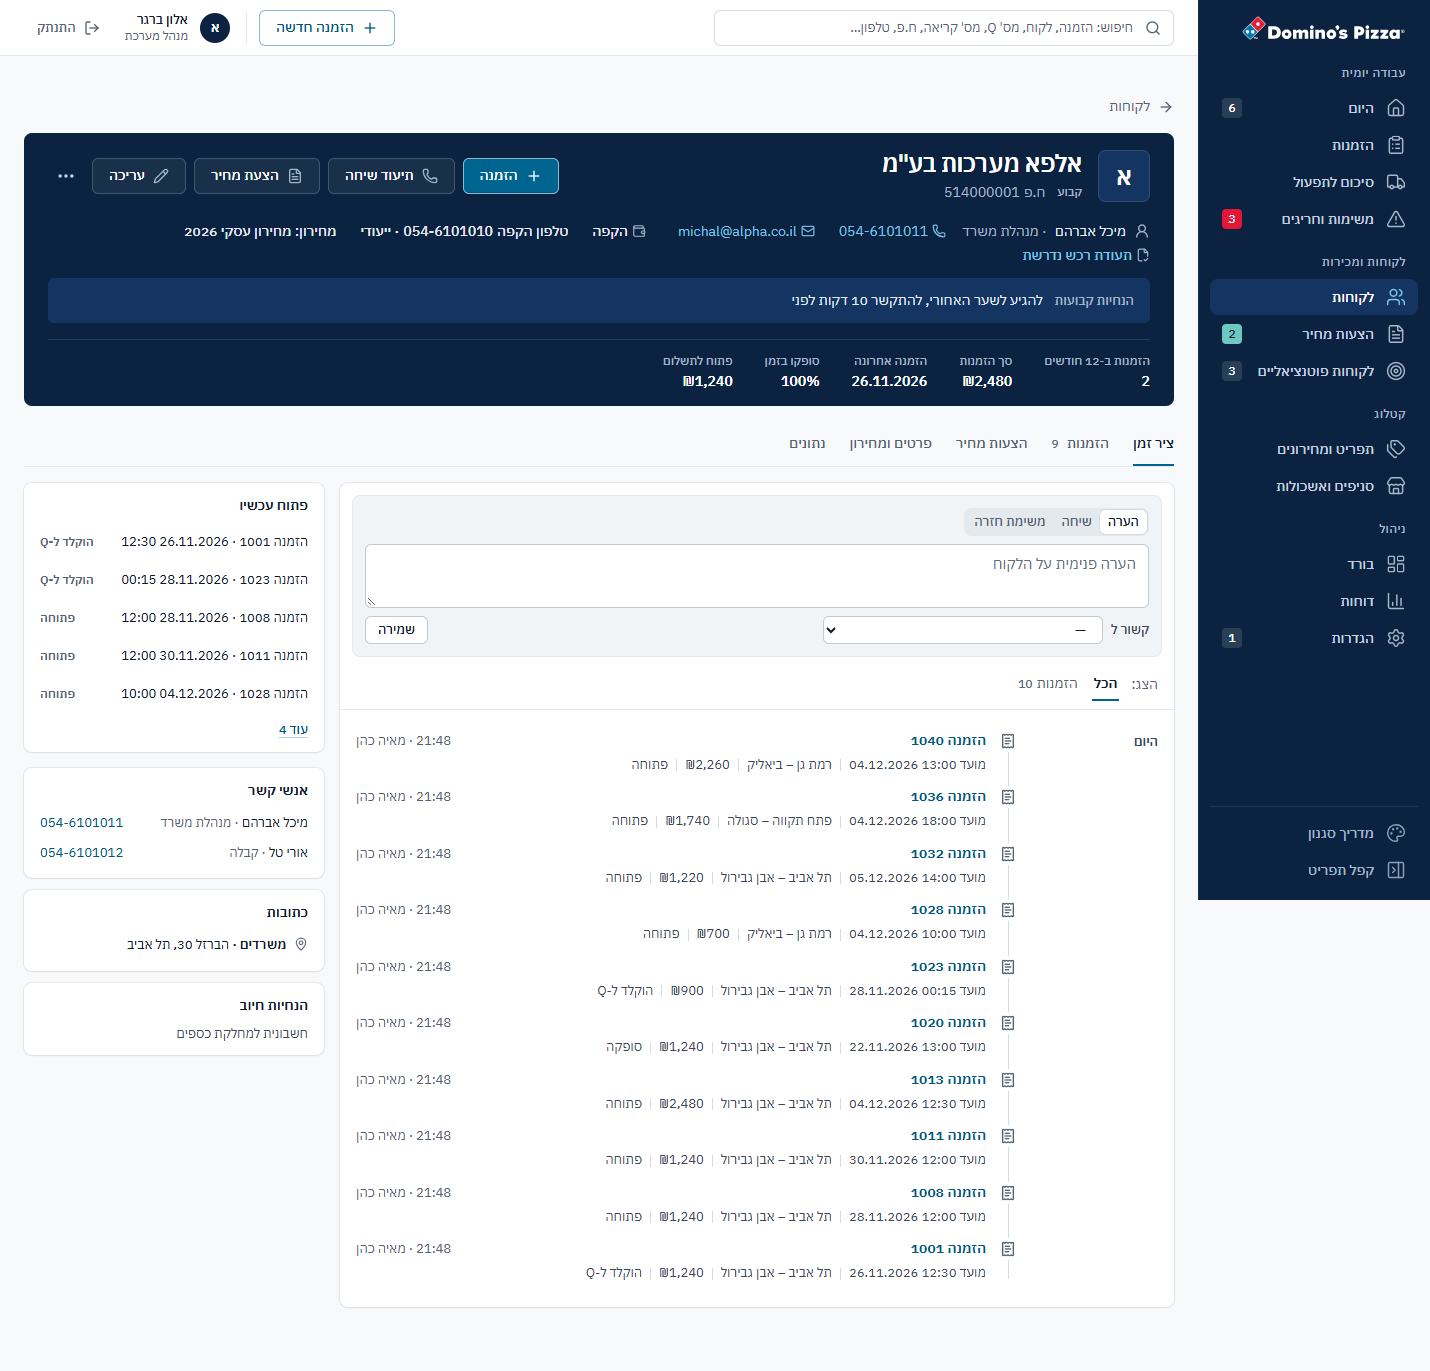 Domino's Pizza
עבודה יומית
היום 6
הזמנות
סיכום לתפעול
משימות וחריגים 3
לקוחות ומכירות
לקוחות
הצעות מחיר 2
לקוחות פוטנציאליים 3
קטלוג
תפריט ומחירונים
סניפים ואשכולות
ניהול
בורד
דוחות
הגדרות 1
מדריך סגנון
קפל תפריט
חיפוש: הזמנה, לקוח, מס' Q, מס' קריאה, ח.פ, טלפון...
הזמנה חדשה
א
אלון ברגר
מנהל מערכת
התנתק
לקוחות
א
אלפא מערכות בע"מ
קבוע ח.פ 514000001
הזמנה
תיעוד שיחה
הצעת מחיר
עריכה
מיכל אברהם · מנהלת משרד 054-6101011 michal@alpha.co.il הקפה טלפון הקפה 054-6101010 · ייעודי מחירון: מחירון עסקי 2026
תעודת רכש נדרשת
הנחיות קבועות להגיע לשער האחורי, להתקשר 10 דקות לפני
הזמנות ב-12 חודשים סך הזמנות הזמנה אחרונה סופקו בזמן פתוח לתשלום
2 ₪2,480 26.11.2026 100% ₪1,240
ציר זמן הזמנות 9 הצעות מחיר פרטים ומחירון נתונים
הערה שיחה משימת חזרה
הערה פנימית על הלקוח
קשור ל — שמירה
הצג: הכל הזמנות 10
היום
הזמנה 1040 21:48 · מאיה כהן
מועד 04.12.2026 13:00 רמת גן – ביאליק ₪2,260 פתוחה
הזמנה 1036 21:48 · מאיה כהן
מועד 04.12.2026 18:00 פתח תקווה – סגולה ₪1,740 פתוחה
הזמנה 1032 21:48 · מאיה כהן
מועד 05.12.2026 14:00 תל אביב – אבן גבירול ₪1,220 פתוחה
הזמנה 1028 21:48 · מאיה כהן
מועד 04.12.2026 10:00 רמת גן – ביאליק ₪700 פתוחה
הזמנה 1023 21:48 · מאיה כהן
מועד 28.11.2026 00:15 תל אביב – אבן גבירול ₪900 הוקלד ל-Q
הזמנה 1020 21:48 · מאיה כהן
מועד 22.11.2026 13:00 תל אביב – אבן גבירול ₪1,240 סופקה
הזמנה 1013 21:48 · מאיה כהן
מועד 04.12.2026 12:30 תל אביב – אבן גבירול ₪2,480 פתוחה
הזמנה 1011 21:48 · מאיה כהן
מועד 30.11.2026 12:00 תל אביב – אבן גבירול ₪1,240 פתוחה
הזמנה 1008 21:48 · מאיה כהן
מועד 28.11.2026 12:00 תל אביב – אבן גבירול ₪1,240 פתוחה
הזמנה 1001 21:48 · מאיה כהן
מועד 26.11.2026 12:30 תל אביב – אבן גבירול ₪1,240 הוקלד ל-Q
פתוח עכשיו
הזמנה 1001 · 26.11.2026 12:30 הוקלד ל-Q
הזמנה 1023 · 28.11.2026 00:15 הוקלד ל-Q
הזמנה 1008 · 28.11.2026 12:00 פתוחה
הזמנה 1011 · 30.11.2026 12:00 פתוחה
הזמנה 1028 · 04.12.2026 10:00 פתוחה
עוד 4
אנשי קשר
מיכל אברהם · מנהלת משרד 054-6101011
אורי טל · קבלה 054-6101012
כתובות
משרדים · הברזל 30, תל אביב
הנחיות חיוב
חשבונית למחלקת כספים